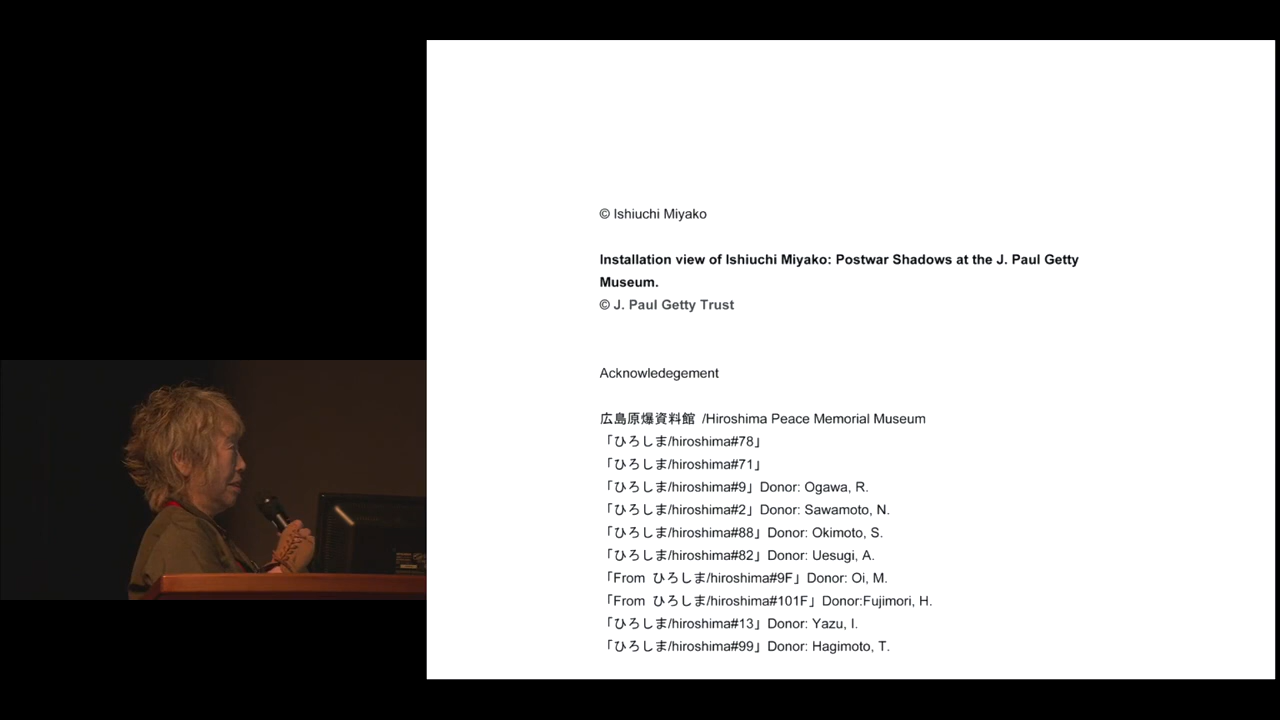 © Ishiuchi Miyako
Installation view of Ishiuchi Miyako: Postwar Shadows at the J. Paul Getty
Museum.
© J. Paul Getty Trust
Acknowledegement
広島原爆資料館 /Hiroshima Peace Memorial Museum
「ひろしま/hiroshima#78」
「ひろしま/hiroshima#71」
「ひろしま/hiroshima#9」Donor: Ogawa, R.
「ひろしま/hiroshima#2」Donor: Sawamoto, N.
「ひろしま/hiroshima#88」Donor: Okimoto, S.
「ひろしま/hiroshima#82」Donor: Uesugi, A.
「From ひろしま/hiroshima#9F」Donor: Oi, M.
「From ひろしま/hiroshima#101F」Donor:Fujimori, H.
「ひろしま/hiroshima#13」Donor: Yazu, I.
「ひろしま/hiroshima#99」Donor: Hagimoto, T.